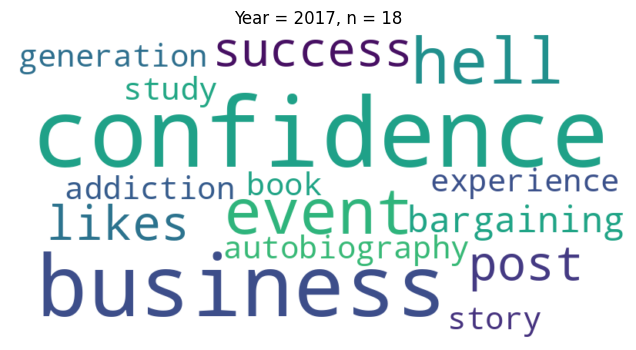 Year = 2017, n = 18
generation success hell
study
confidence
addiction book experience
likes event bargaining
autobiography
business post
story